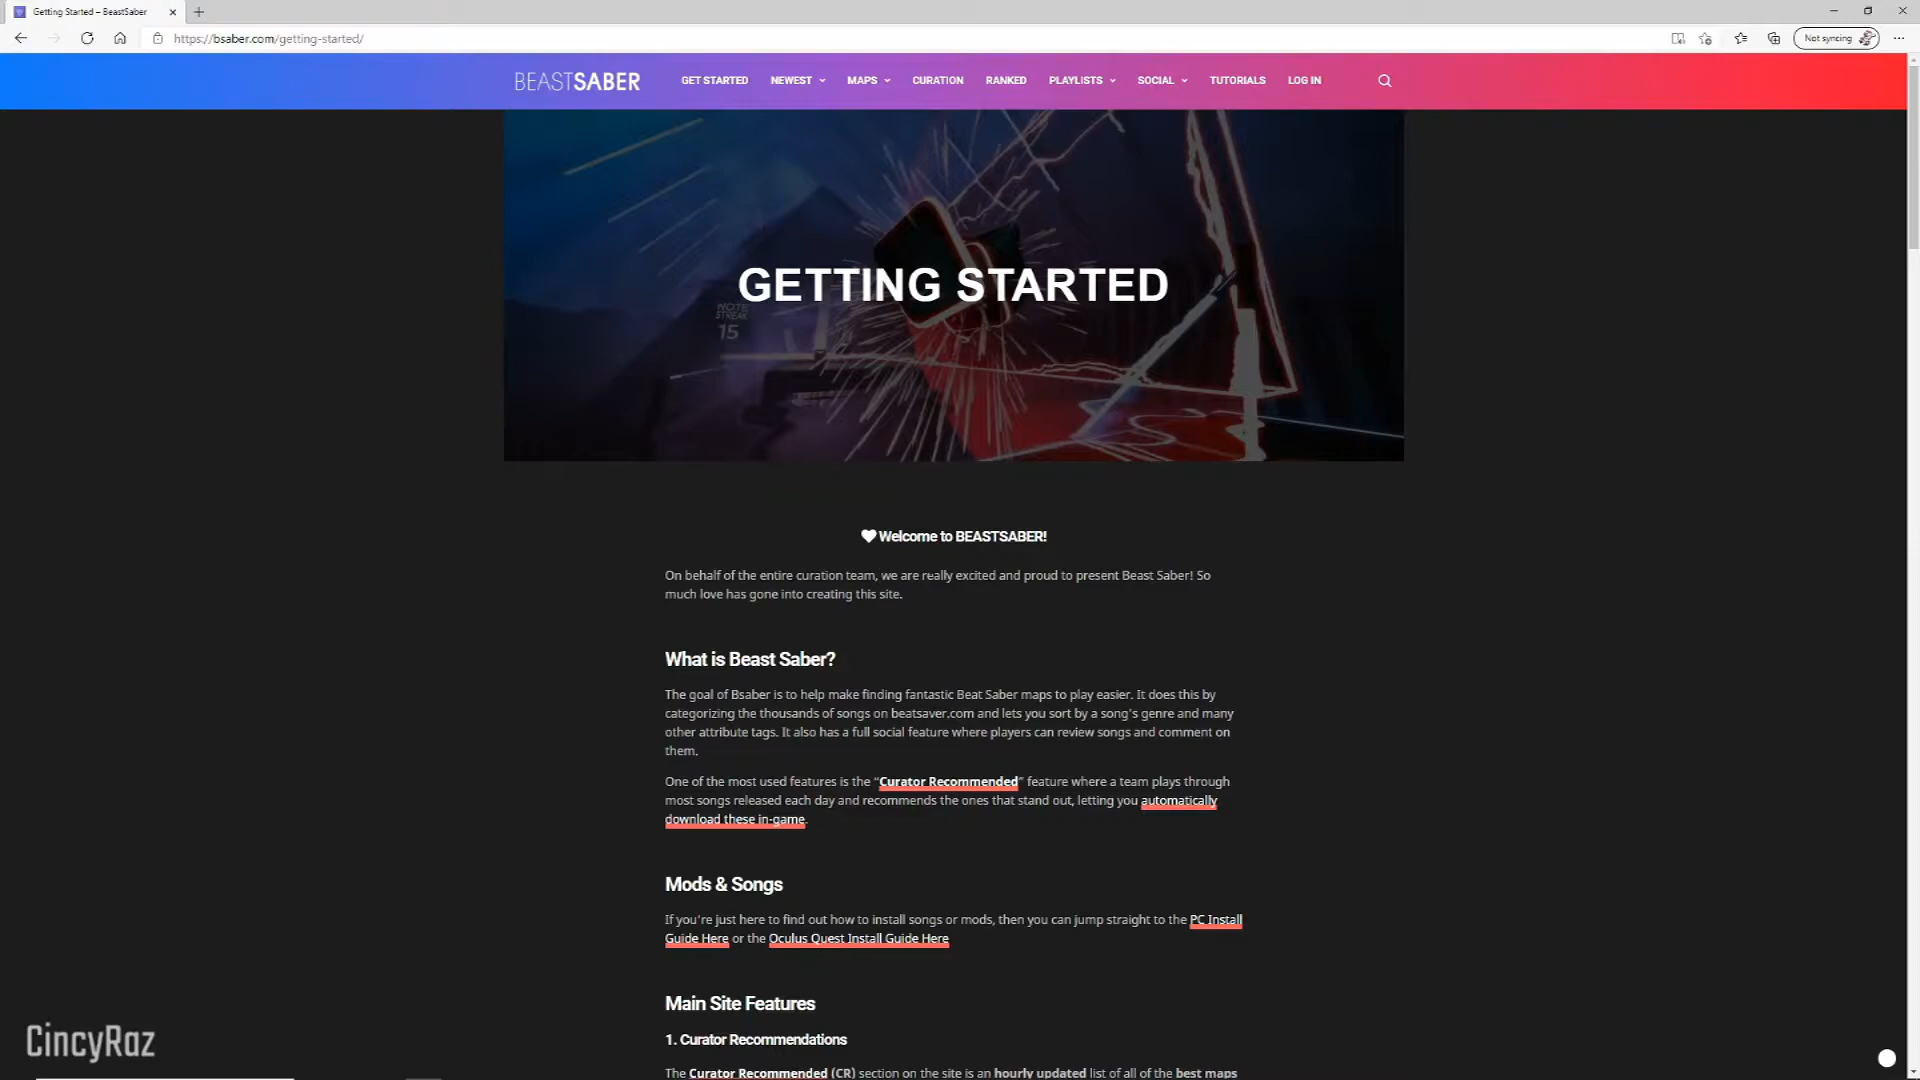 Getting Started – BeastSaber
https://bsaber.com/getting-started/
Not syncing
BEASTSABER
GET STARTED NEWEST MAPS CURATION RANKED PLAYLISTS SOCIAL TUTORIALS LOG IN
GETTING STARTED
NOTE
STREAK
15
Welcome to BEASTSABER!
On behalf of the entire curation team, we are really excited and proud to present Beast Saber! So
much love has gone into creating this site.
What is Beast Saber?
The goal of Bsaber is to help make finding fantastic Beat Saber maps to play easier. It does this by
categorizing the thousands of songs on beatsaver.com and lets you sort by a song's genre and many
other attribute tags. It also has a full social feature where players can review songs and comment on
them.
One of the most used features is the “Curator Recommended” feature where a team plays through
most songs released each day and recommends the ones that stand out, letting you automatically
download these in-game.
Mods & Songs
If you're just here to find out how to install songs or mods, then you can jump straight to the PC Install
Guide Here or the Oculus Quest Install Guide Here
Main Site Features
1. Curator Recommendations
The Curator Recommended (CR) section on the site is an hourly updated list of all of the best maps
CincyRaz